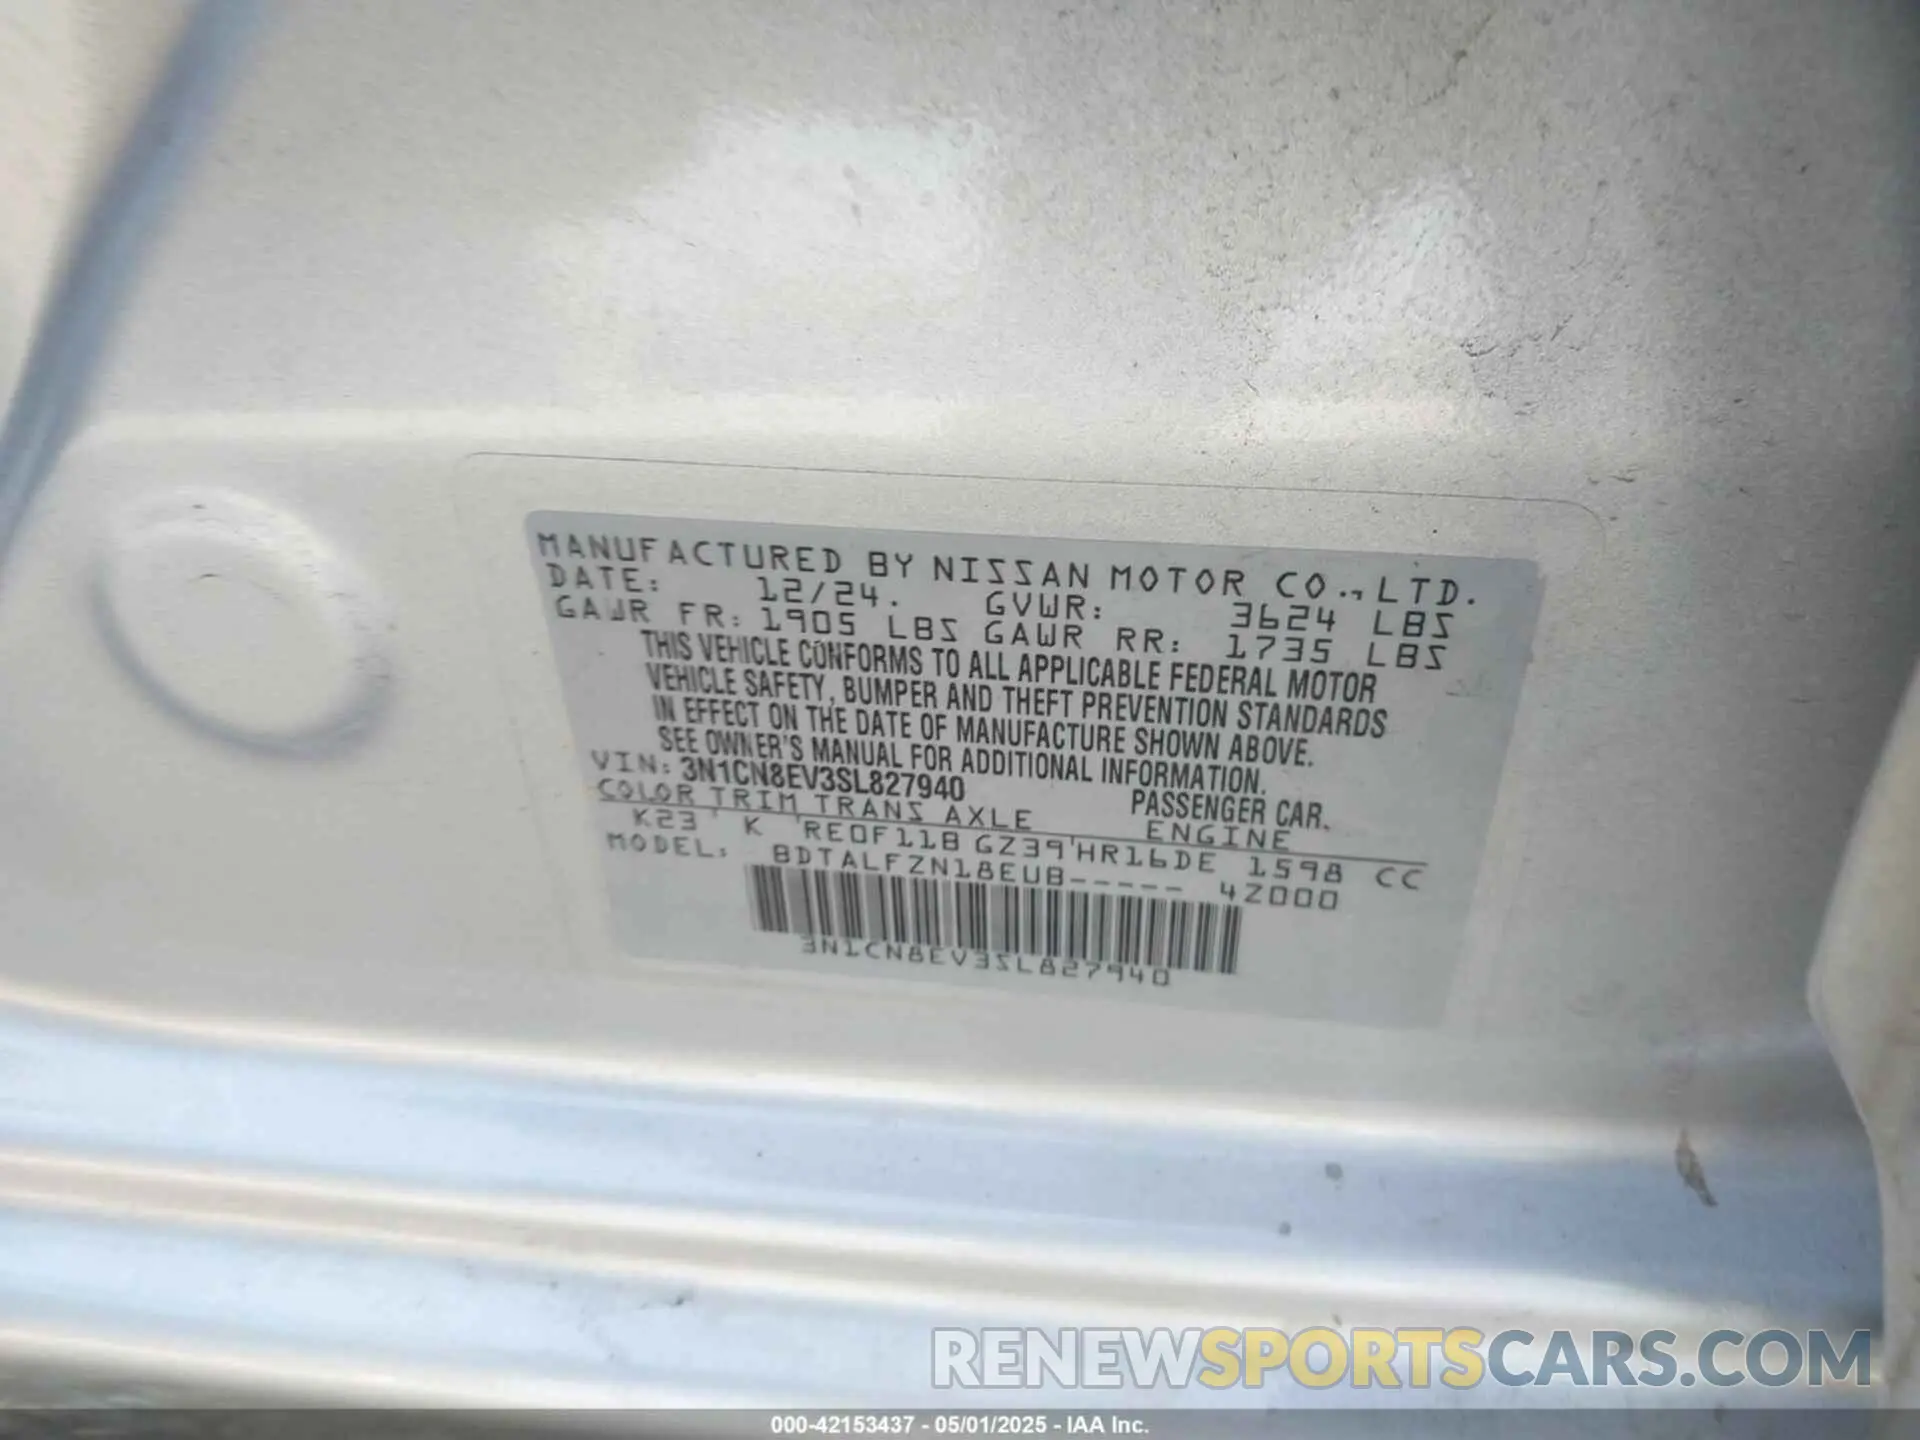 MANUFACTURED BY NISSAN MOTOR CO., LTD.
DATE: 12/24. GVWR: 3624 LBS
GAWR FR: 1905 LBS GAWR RR: 1735 LBS
THIS VEHICLE CONFORMS TO ALL APPLICABLE FEDERAL MOTOR
VEHICLE SAFETY, BUMPER AND THEFT PREVENTION STANDARDS
IN EFFECT ON THE DATE OF MANUFACTURE SHOWN ABOVE.
SEE OWNER'S MANUAL FOR ADDITIONAL INFORMATION.
VIN: 3N1CN8EV3SL827940 PASSENGER CAR.
COLOR TRIM TRANS AXLE ENGINE
K23 K RE0F11B GZ39 HR16DE 1598 CC
MODEL: BDTALFZN18EUB----- 4Z000
3N1CN8EV3SL827940
RENEWSPORTSCARS.COM
000-42153437 - 05/01/2025 - IAA Inc.